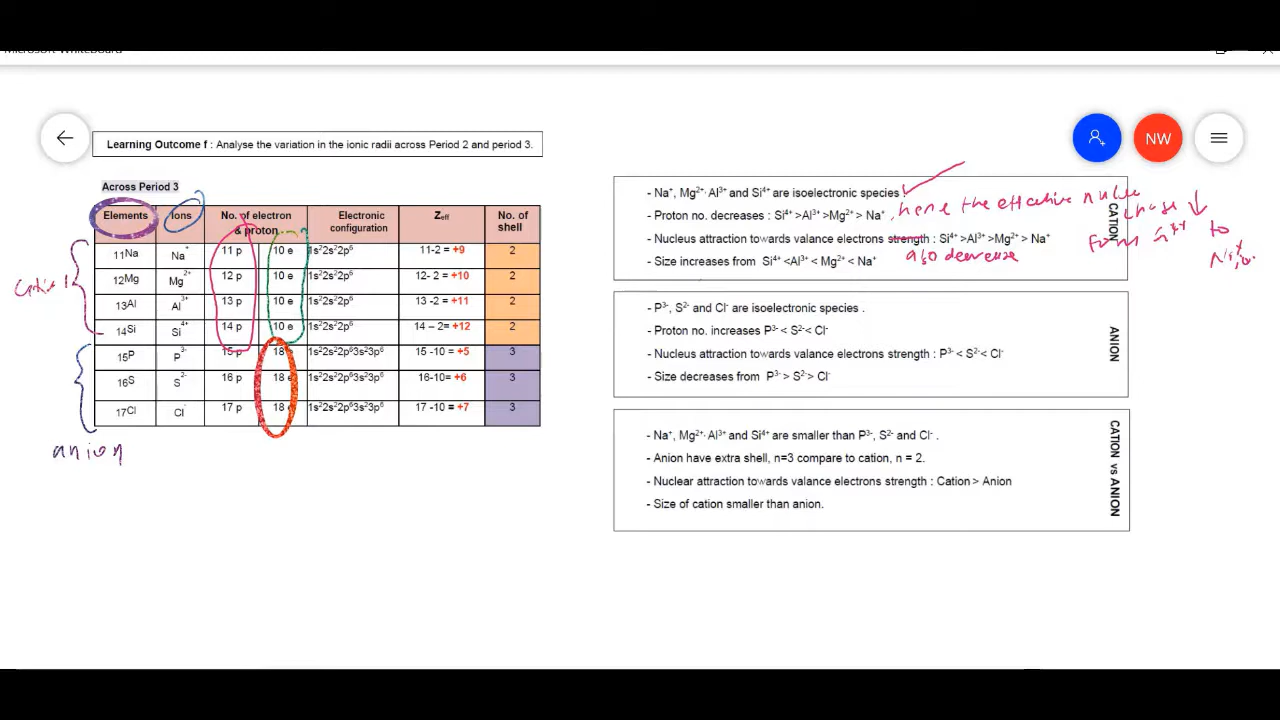 Microsoft Whiteboard
NW
Learning Outcome f : Analyse the variation in the ionic radii across Period 2 and period 3.
Across Period 3
Elements Ions No. of electron & proton Electronic configuration Zeff No. of shell
11Na Na⁺ 11 p 10 e 1s²2s²2p⁶ 11-2 = +9 2
12Mg Mg²⁺ 12 p 10 e 1s²2s²2p⁶ 12- 2 = +10 2
13Al Al³⁺ 13 p 10 e 1s²2s²2p⁶ 13 -2 = +11 2
14Si Si⁴⁺ 14 p 10 e 1s²2s²2p⁶ 14 – 2= +12 2
15P P³⁻ 15 p 18 e 1s²2s²2p⁶3s²3p⁶ 15 -10 = +5 3
16S S²⁻ 16 p 18 e 1s²2s²2p⁶3s²3p⁶ 16-10= +6 3
17Cl Cl⁻ 17 p 18 e 1s²2s²2p⁶3s²3p⁶ 17 -10 = +7 3
anion
- Na⁺, Mg²⁺ Al³⁺ and Si⁴⁺ are isoelectronic species .
- Proton no. decreases : Si⁴⁺ >Al³⁺ >Mg²⁺ > Na⁺
- Nucleus attraction towards valance electrons strength : Si⁴⁺ >Al³⁺ >Mg²⁺ > Na⁺
- Size increases from Si⁴⁺ <Al³⁺ < Mg²⁺ < Na⁺
CATION
, hene the effective nuclea
chage ↓
form to
also decrease
- P³⁻, S²⁻ and Cl⁻ are isoelectronic species .
- Proton no. increases P³⁻ < S²⁻ < Cl⁻
- Nucleus attraction towards valance electrons strength : P³⁻ < S²⁻ < Cl⁻
- Size decreases from P³⁻ > S²⁻ > Cl⁻
ANION
- Na⁺, Mg²⁺ Al³⁺ and Si⁴⁺ are smaller than P³⁻, S²⁻ and Cl⁻ .
- Anion have extra shell, n=3 compare to cation, n = 2.
- Nuclear attraction towards valance electrons strength : Cation > Anion
- Size of cation smaller than anion.
CATION vs ANION